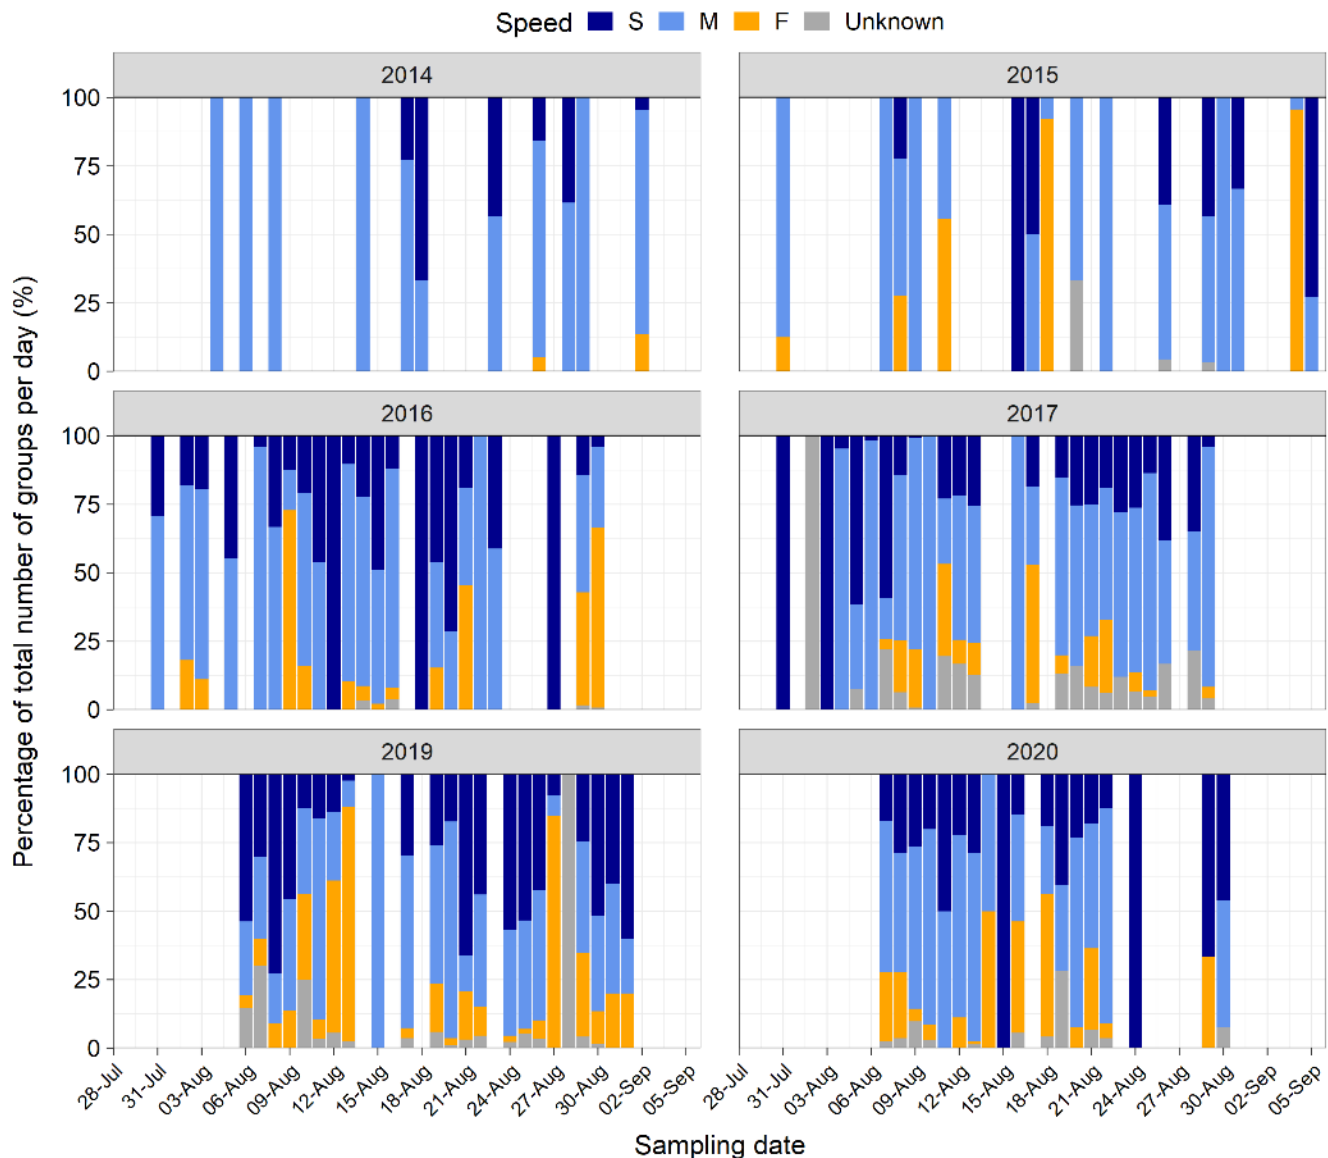 Speed S M F Unknown
2014 2015
100 75 50 25 0
2016 2017
100 75 50 25 0
2019 2020
100 75 50 25 0
Percentage of total number of groups per day (%)
28-Jul 31-Jul 03-Aug 06-Aug 09-Aug 12-Aug 15-Aug 18-Aug 21-Aug 24-Aug 27-Aug 30-Aug 02-Sep 05-Sep 28-Jul 31-Jul 03-Aug 06-Aug 09-Aug 12-Aug 15-Aug 18-Aug 21-Aug 24-Aug 27-Aug 30-Aug 02-Sep 05-Sep
Sampling date